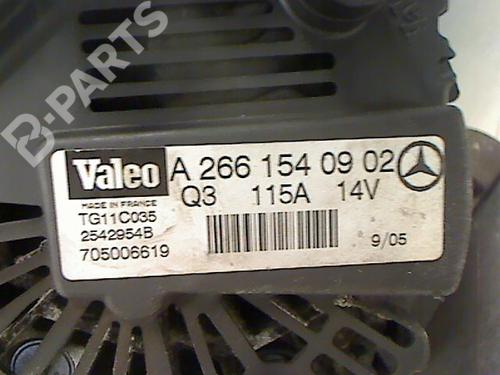 B-PARTS
Valeo
A 266 154 09 02
MADE IN FRANCE
Q3 115A 14V
TG11C035
2542954B
705006619
9/05